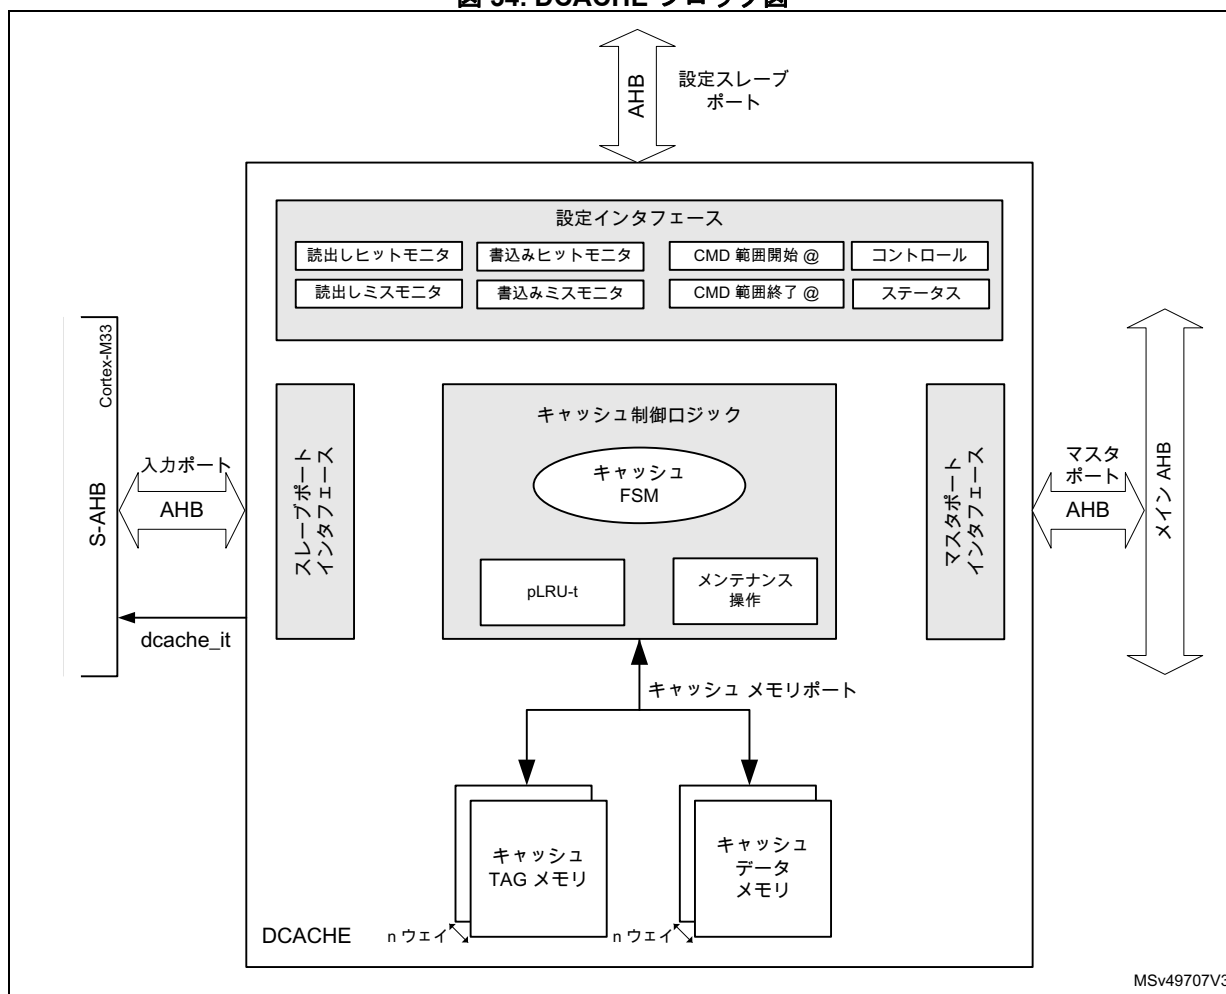 図 54. DCACHE ブロック図
AHB
設定スレーブ
ポート
設定インタフェース
読出しヒットモニタ
書込みヒットモニタ
CMD 範囲開始 @
コントロール
読出しミスモニタ
書込みミスモニタ
CMD 範囲終了 @
ステータス
Cortex-M33
S-AHB
入力ポート
AHB
dcache_it
スレーブポート
インタフェース
キャッシュ制御ロジック
キャッシュ
FSM
pLRU-t
メンテナンス
操作
マスタポート
インタフェース
マスタ
ポート
AHB
メイン AHB
キャッシュ メモリポート
キャッシュ
TAG メモリ
キャッシュ
データ
メモリ
n ウェイ
n ウェイ
DCACHE
MSv49707V3